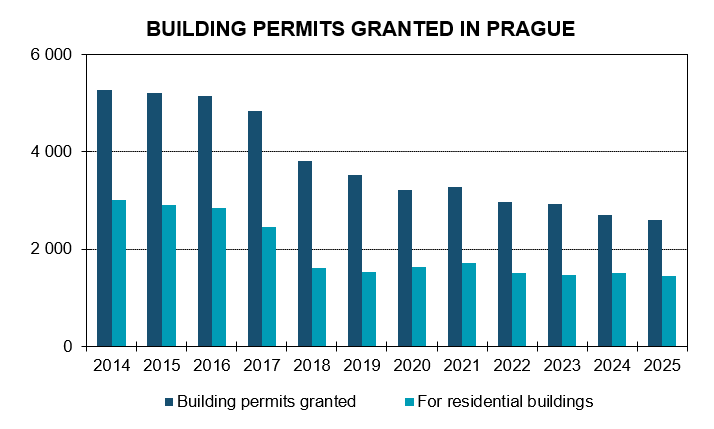 BUILDING PERMITS GRANTED IN PRAGUE
6 000
4 000
2 000
0
2014 2015 2016 2017 2018 2019 2020 2021 2022 2023 2024 2025
Building permits granted For residential buildings